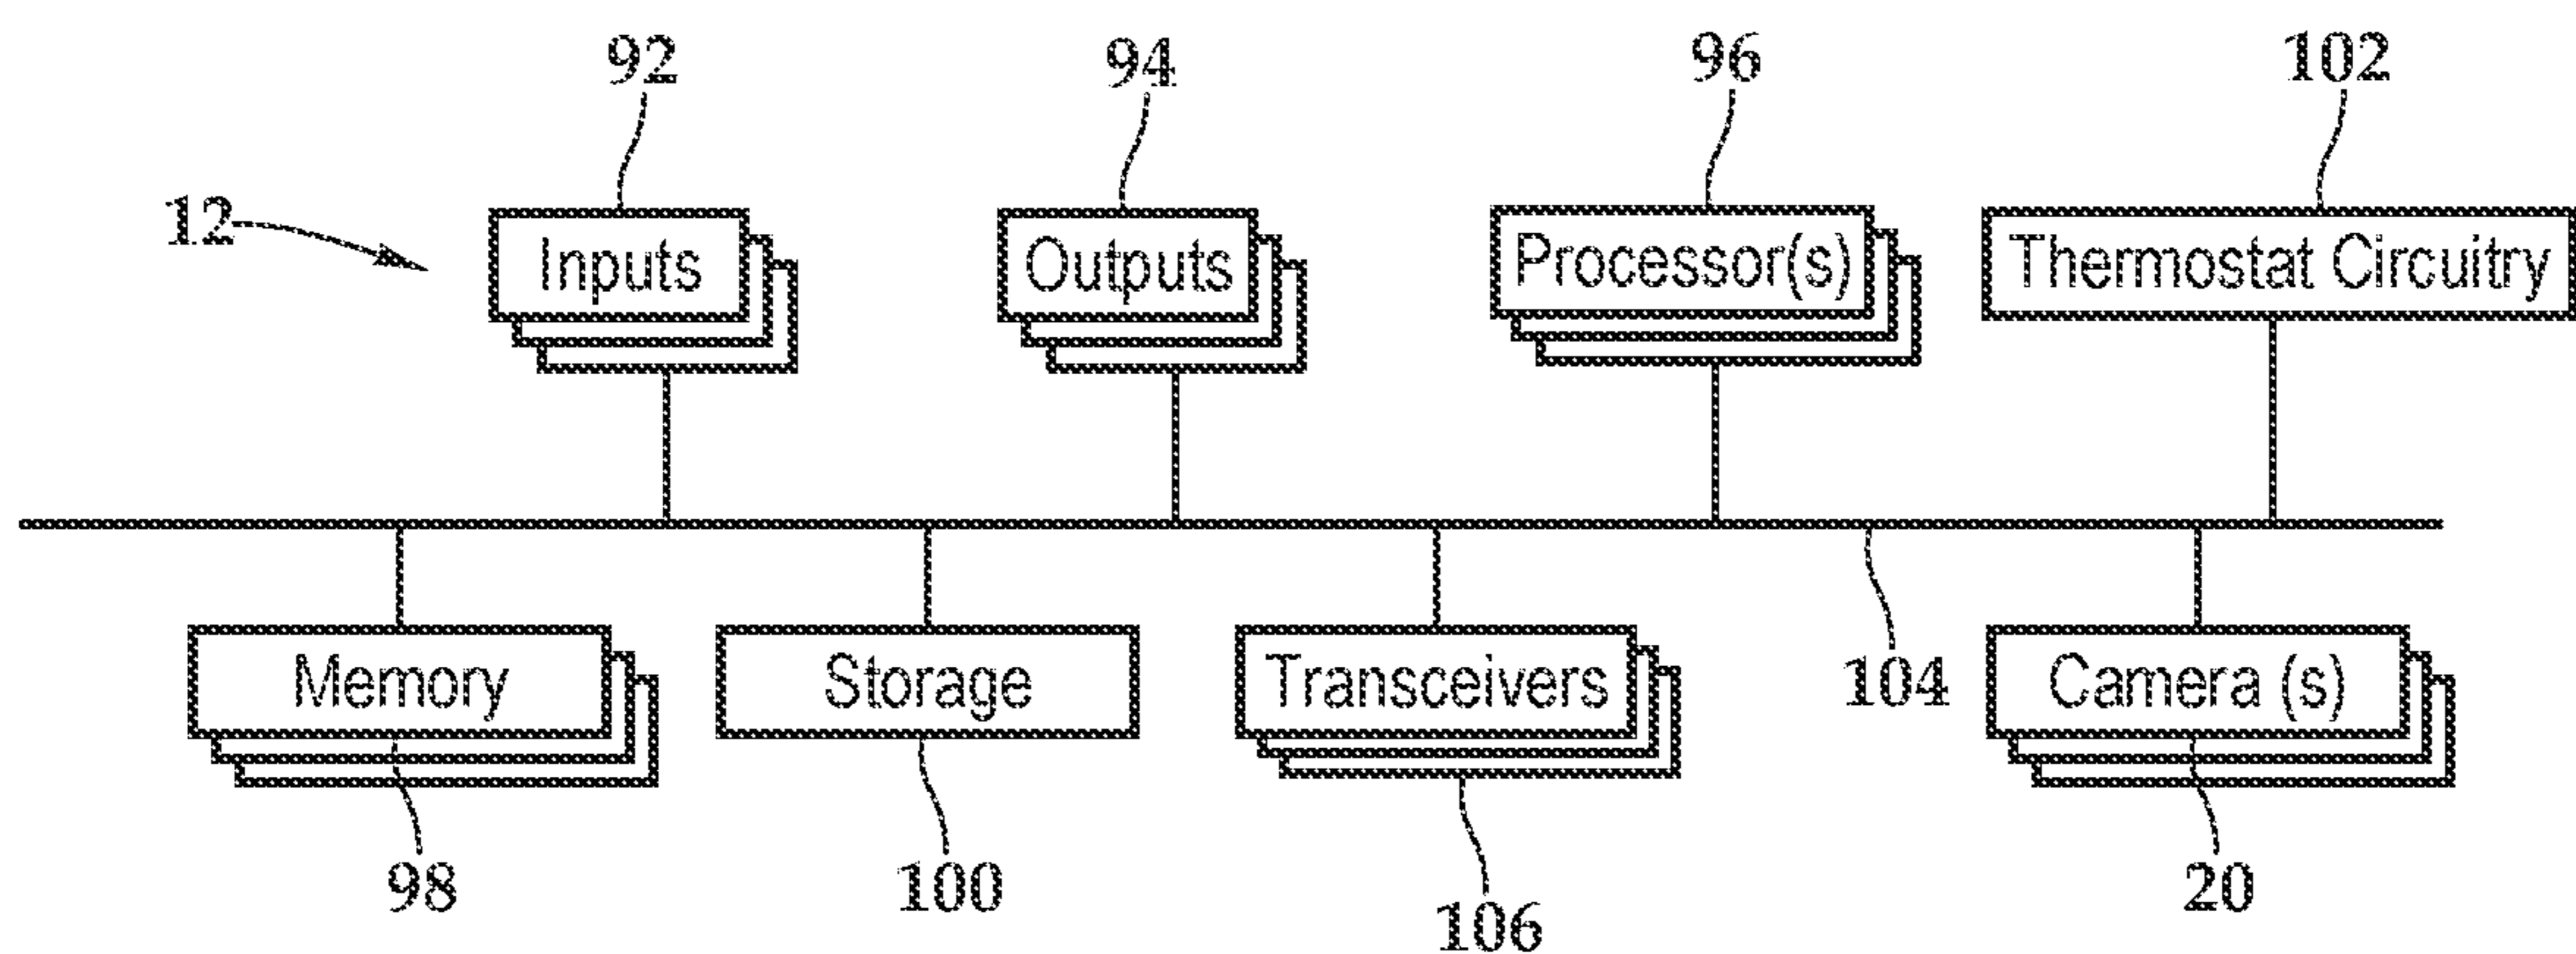 92
94
96
102
12
Inputs
Outputs
Processor(s)
Thermostat Circuitry
Memory
Storage
Transceivers
104
Camera (s)
98
100
106
20